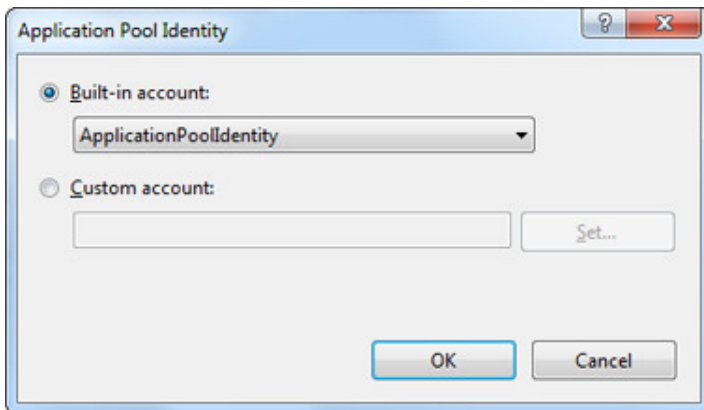 Application Pool Identity
?
Built-in account:
ApplicationPoolIdentity
Custom account:
Set...
OK
Cancel